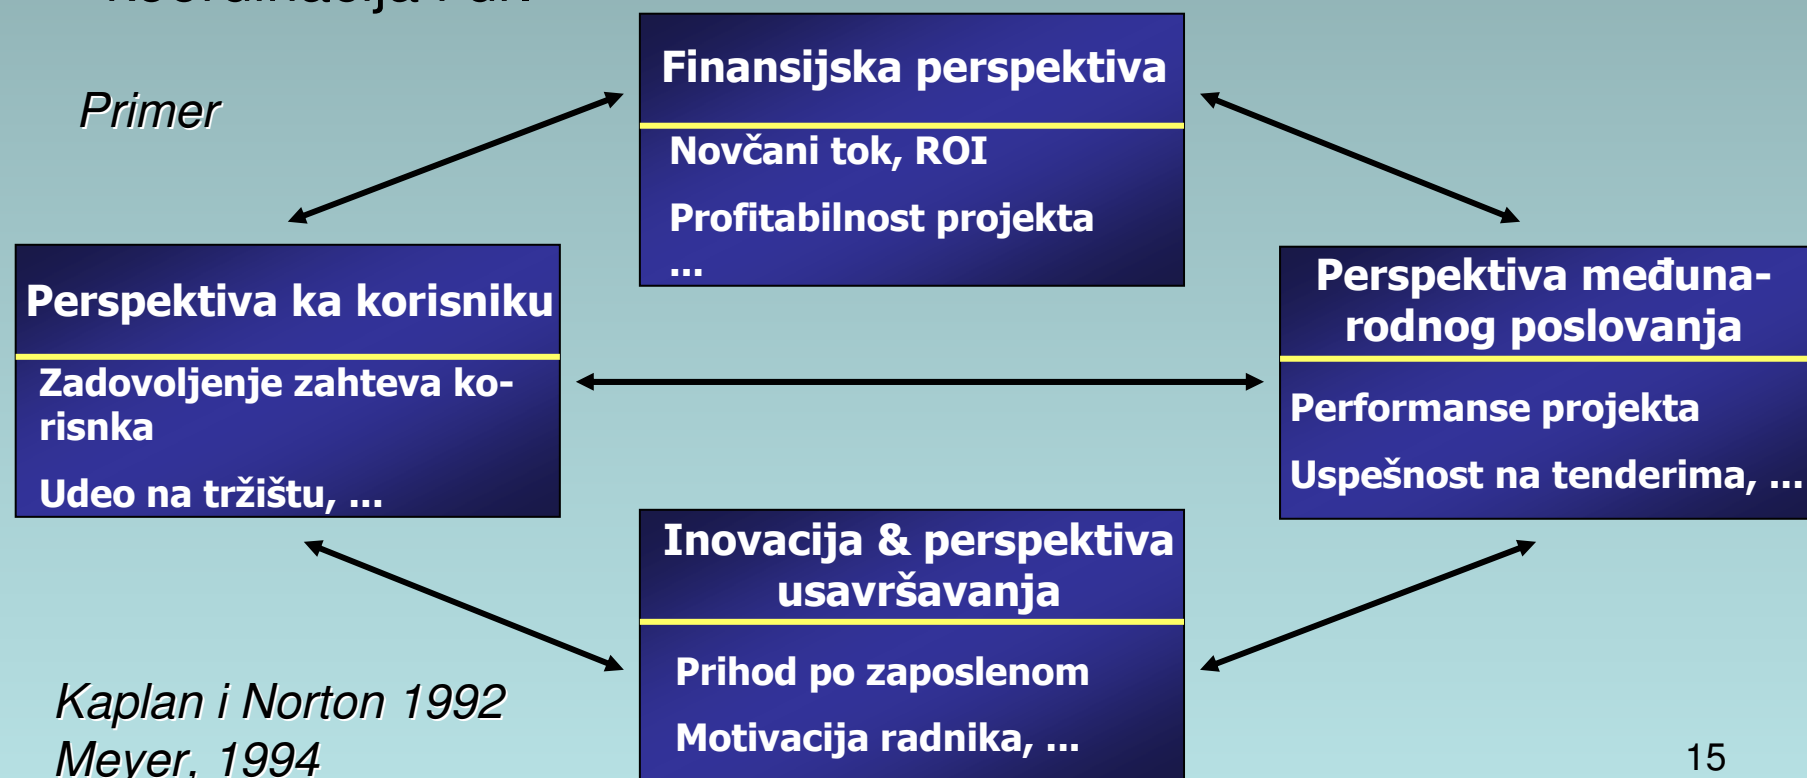 Primer
Finansijska perspektiva
Novčani tok, ROI
Profitabilnost projekta
...
Perspektiva ka korisniku
Zadovoljenje zahteva ko-
risnka
Udeo na tržištu, ...
Perspektiva međuna-
rodnog poslovanja
Performanse projekta
Uspešnost na tenderima, ...
Inovacija & perspektiva
usavršavanja
Prihod po zaposlenom
Motivacija radnika, ...
Kaplan i Norton 1992
Meyer, 1994
15